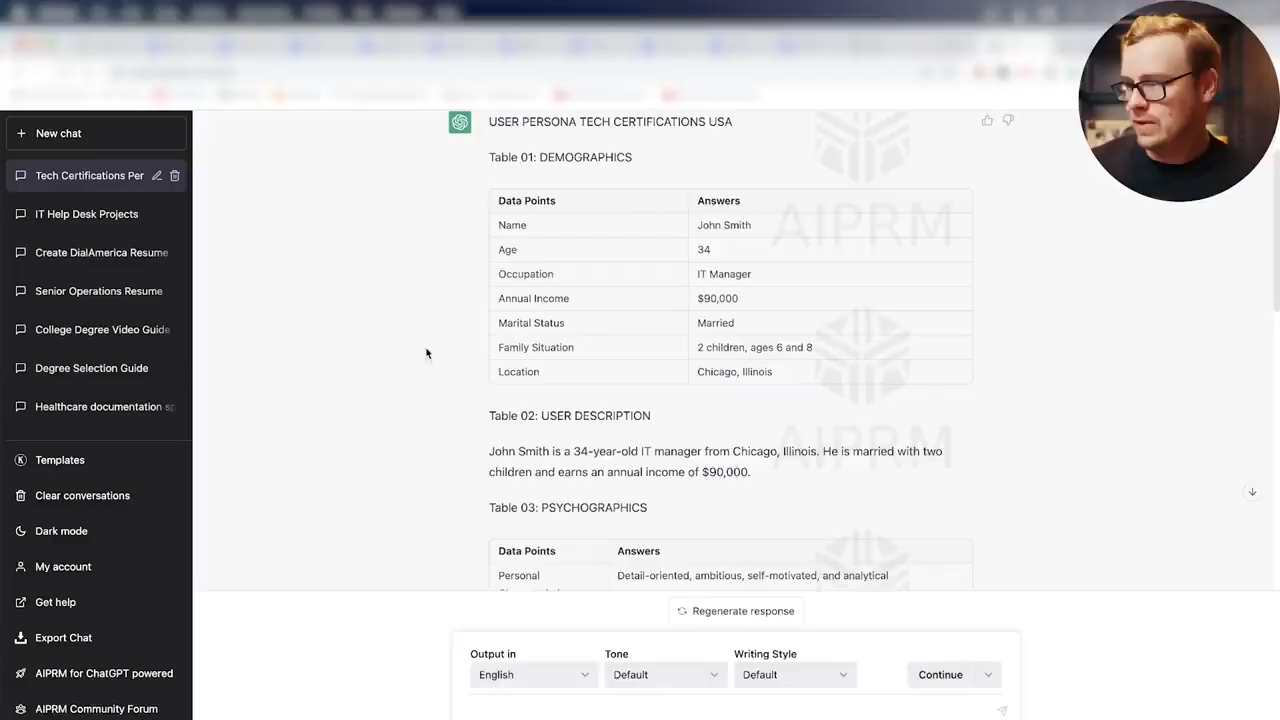 New chat
Tech Certifications Per
IT Help Desk Projects
Create DialAmerica Resume
Senior Operations Resume
College Degree Video Guide
Degree Selection Guide
Healthcare documentation sp
Templates
Clear conversations
Dark mode
My account
Get help
Export Chat
AIPRM for ChatGPT powered
AIPRM Community Forum
USER PERSONA TECH CERTIFICATIONS USA
Table 01: DEMOGRAPHICS
Data Points Answers
Name John Smith
Age 34
Occupation IT Manager
Annual Income $90,000
Marital Status Married
Family Situation 2 children, ages 6 and 8
Location Chicago, Illinois
Table 02: USER DESCRIPTION
John Smith is a 34-year-old IT manager from Chicago, Illinois. He is married with two
children and earns an annual income of $90,000.
Table 03: PSYCHOGRAPHICS
Data Points Answers
Personal Detail-oriented, ambitious, self-motivated, and analytical
AIPRM
AIPRM
Regenerate response
Output in Tone Writing Style
English Default Default Continue